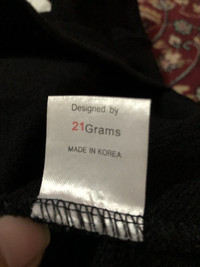 Designed by
21Grams
MADE IN KOREA